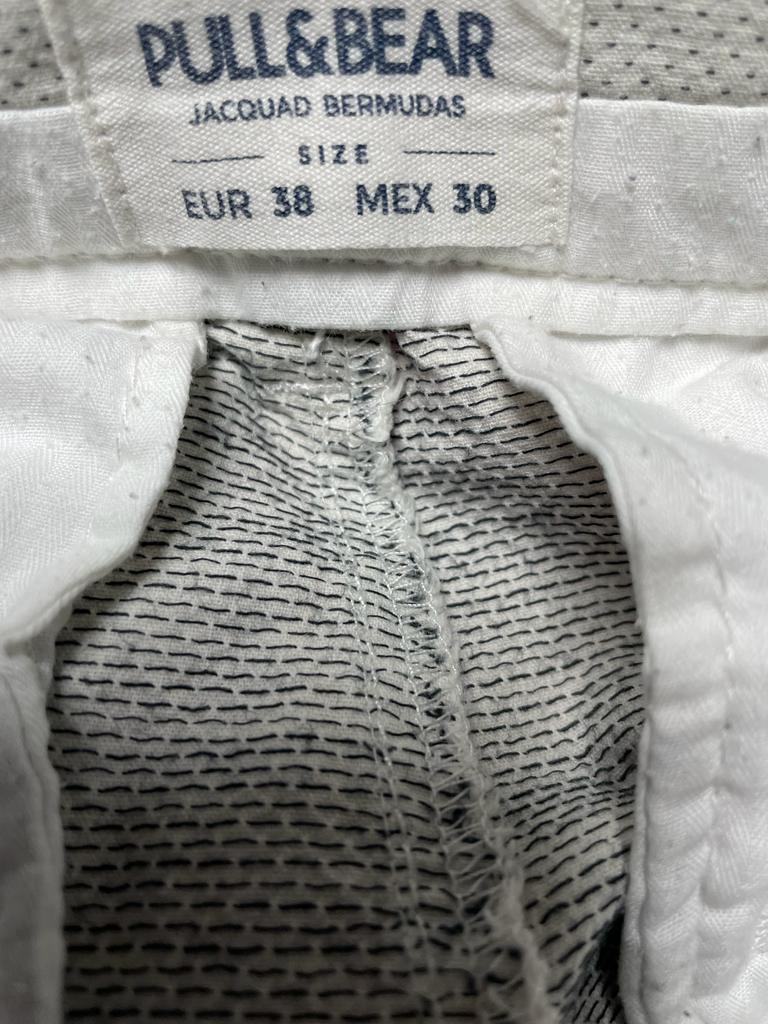 PULL&BEAR
JACQUAD BERMUDAS
SIZE
EUR 38 MEX 30